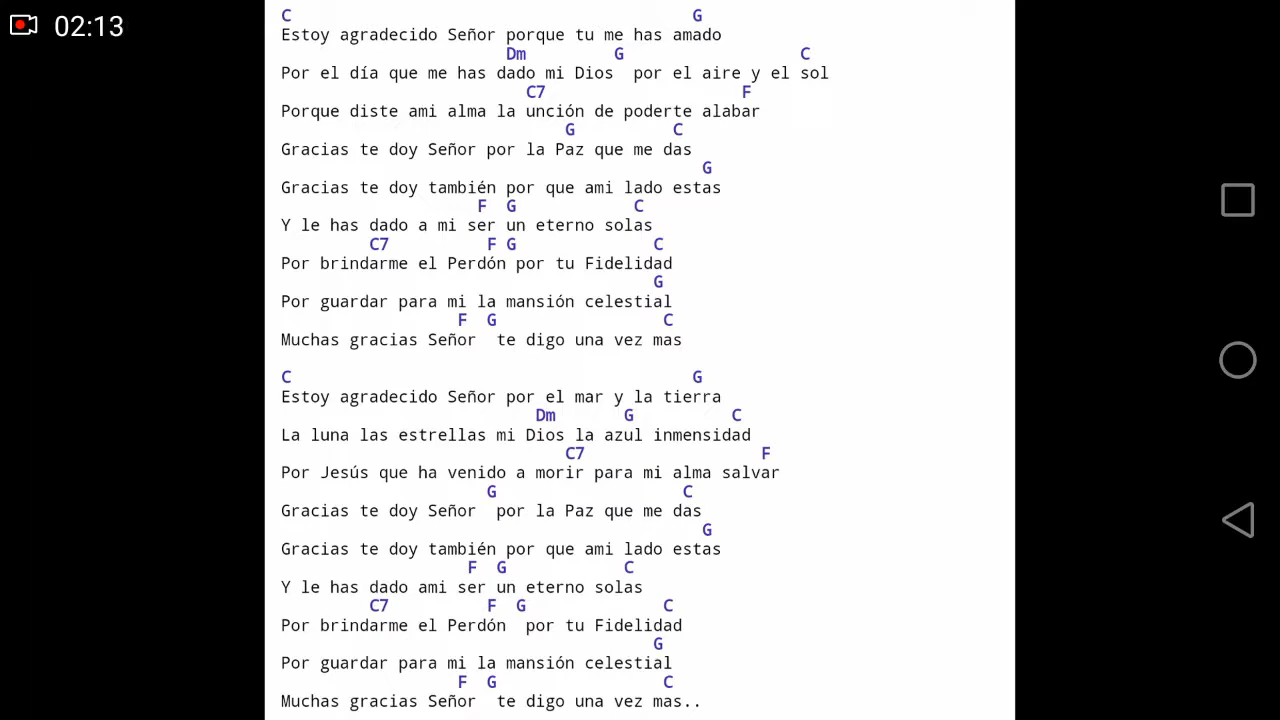 02:13
C G
Estoy agradecido Señor porque tu me has amado
Dm G C
Por el día que me has dado mi Dios por el aire y el sol
C7 F
Porque diste ami alma la unción de poderte alabar
G C
Gracias te doy Señor por la Paz que me das
G
Gracias te doy también por que ami lado estas
F G C
Y le has dado a mi ser un eterno solas
C7 F G C
Por brindarme el Perdón por tu Fidelidad
G
Por guardar para mi la mansión celestial
F G C
Muchas gracias Señor te digo una vez mas
C G
Estoy agradecido Señor por el mar y la tierra
Dm G C
La luna las estrellas mi Dios la azul inmensidad
C7 F
Por Jesús que ha venido a morir para mi alma salvar
G C
Gracias te doy Señor por la Paz que me das
G
Gracias te doy también por que ami lado estas
F G C
Y le has dado ami ser un eterno solas
C7 F G C
Por brindarme el Perdón por tu Fidelidad
G
Por guardar para mi la mansión celestial
F G C
Muchas gracias Señor te digo una vez mas..